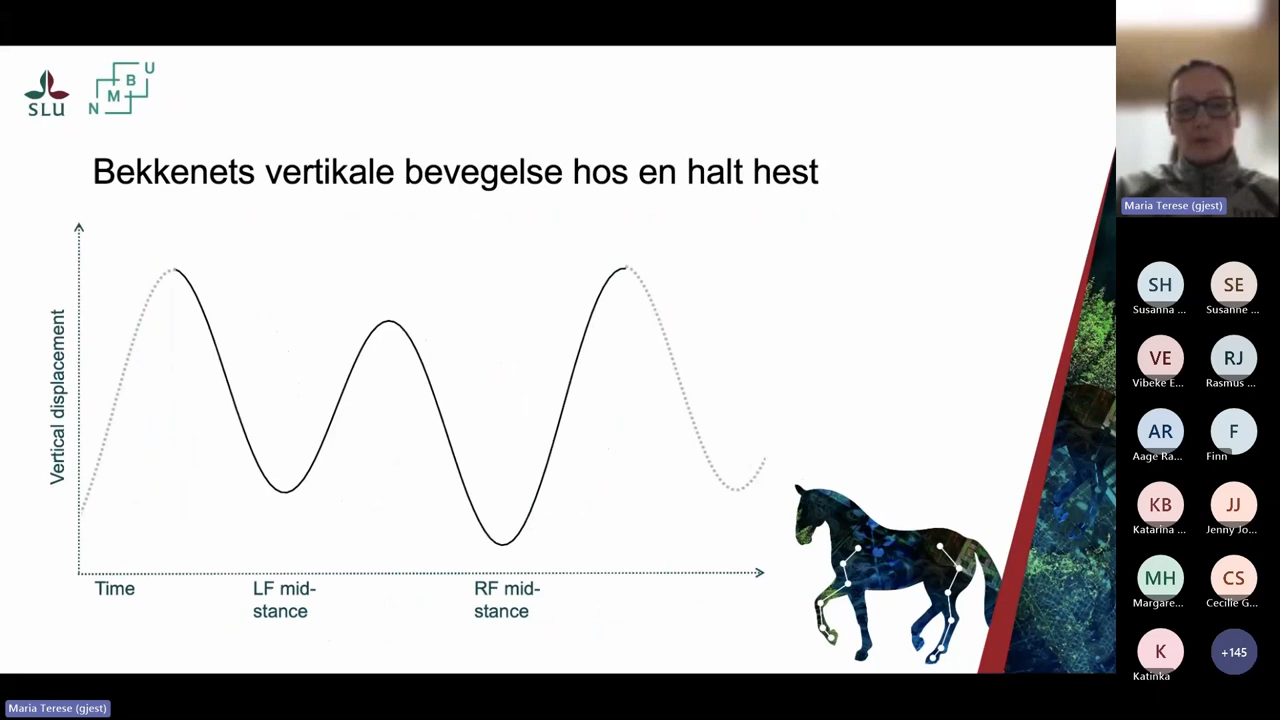 SLU
N M B U
Bekkenets vertikale bevegelse hos en halt hest
Vertical displacement
Time
LF mid-
stance
RF mid-
stance
Maria Terese (gjest)
SH
Susanna ...
SE
Susanne ...
VE
Vibeke E...
RJ
Rasmus ...
AR
Aage Ra...
F
Finn
KB
Katarina ...
JJ
Jenny Jo...
MH
Margare...
CS
Cecilie G...
K
Katinka
+145
Maria Terese (gjest)